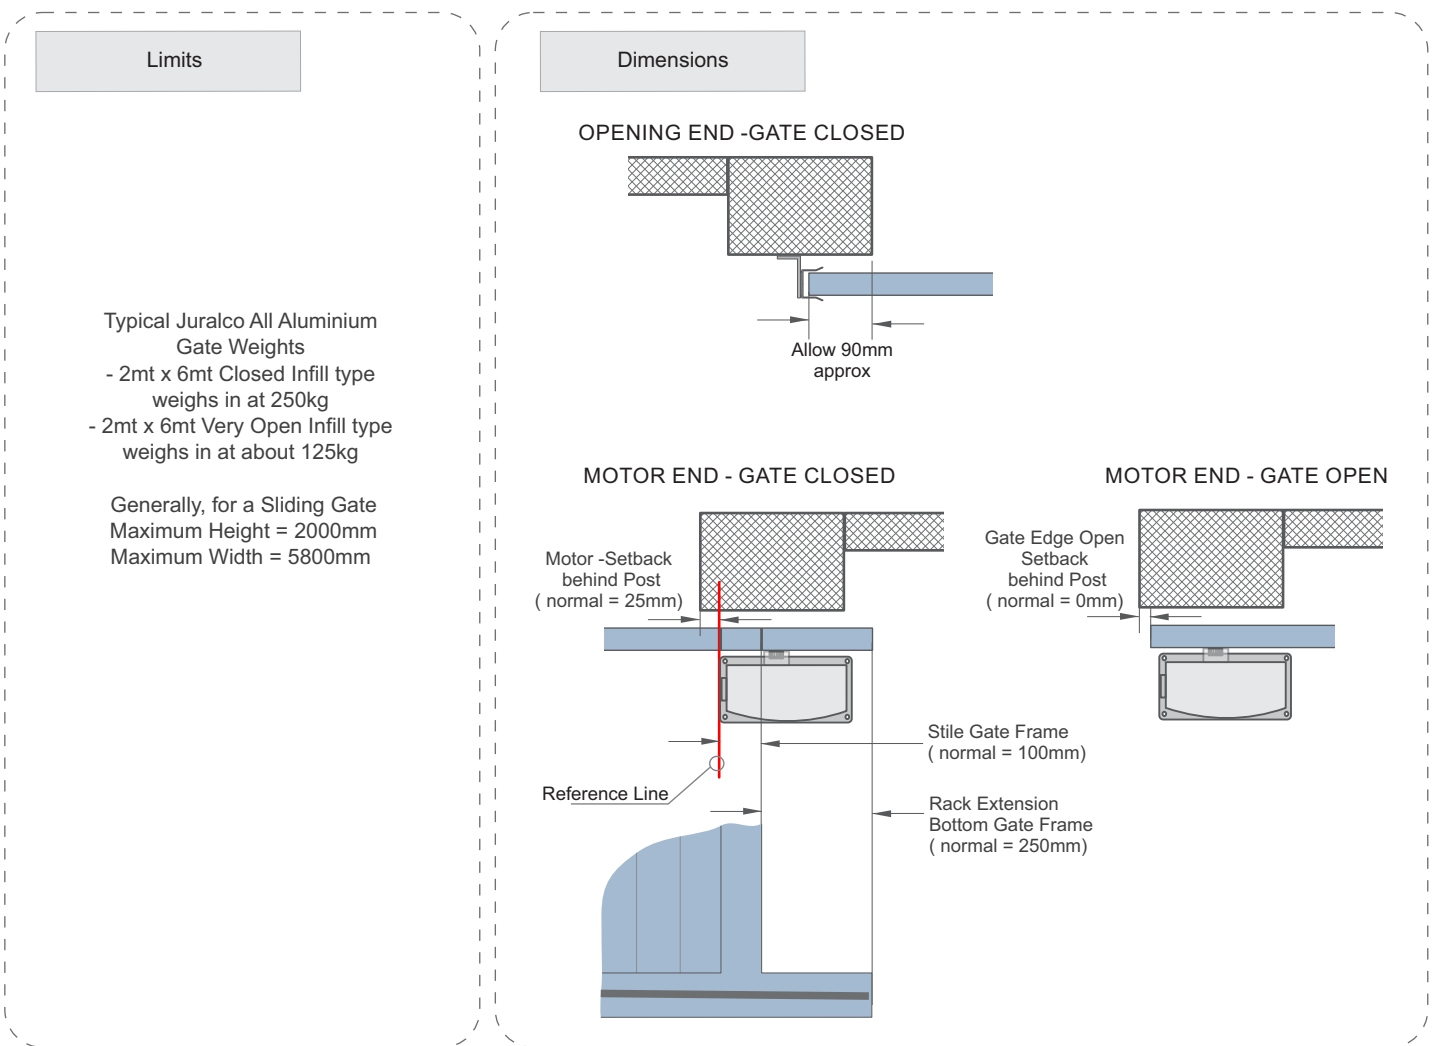 Limits
Typical Juralco All Aluminium
Gate Weights
- 2mt x 6mt Closed Infill type
weighs in at 250kg
- 2mt x 6mt Very Open Infill type
weighs in at about 125kg
Generally, for a Sliding Gate
Maximum Height = 2000mm
Maximum Width = 5800mm
Dimensions
OPENING END -GATE CLOSED
Allow 90mm
approx
MOTOR END - GATE CLOSED
Motor -Setback
behind Post
( normal = 25mm)
Reference Line
Stile Gate Frame
( normal = 100mm)
Rack Extension
Bottom Gate Frame
( normal = 250mm)
MOTOR END - GATE OPEN
Gate Edge Open
Setback
behind Post
( normal = 0mm)